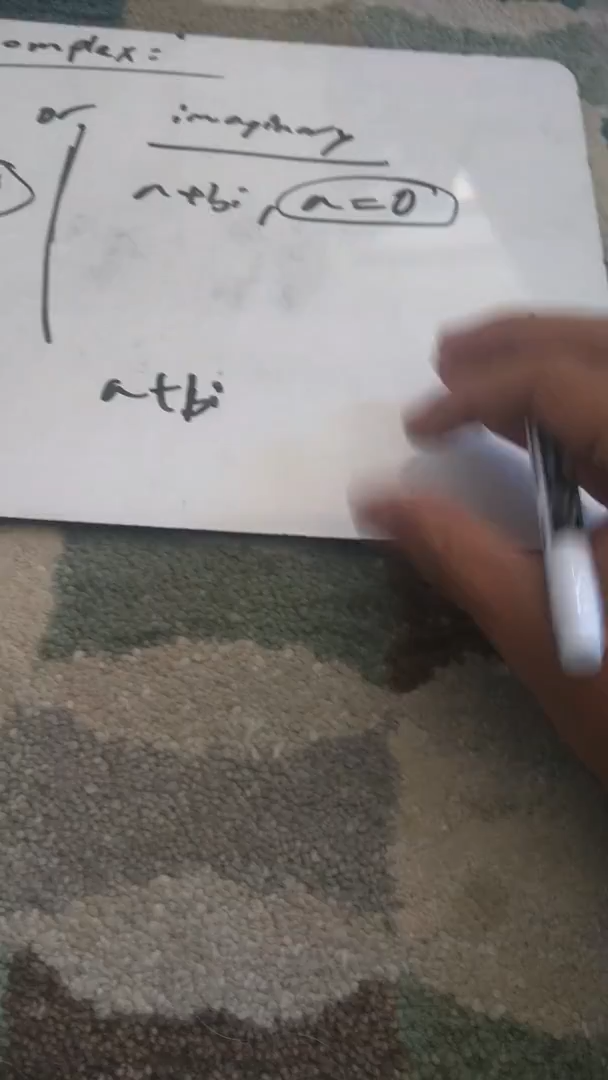 omplex:
or
imaginary
a+bi, a=0
a+bi